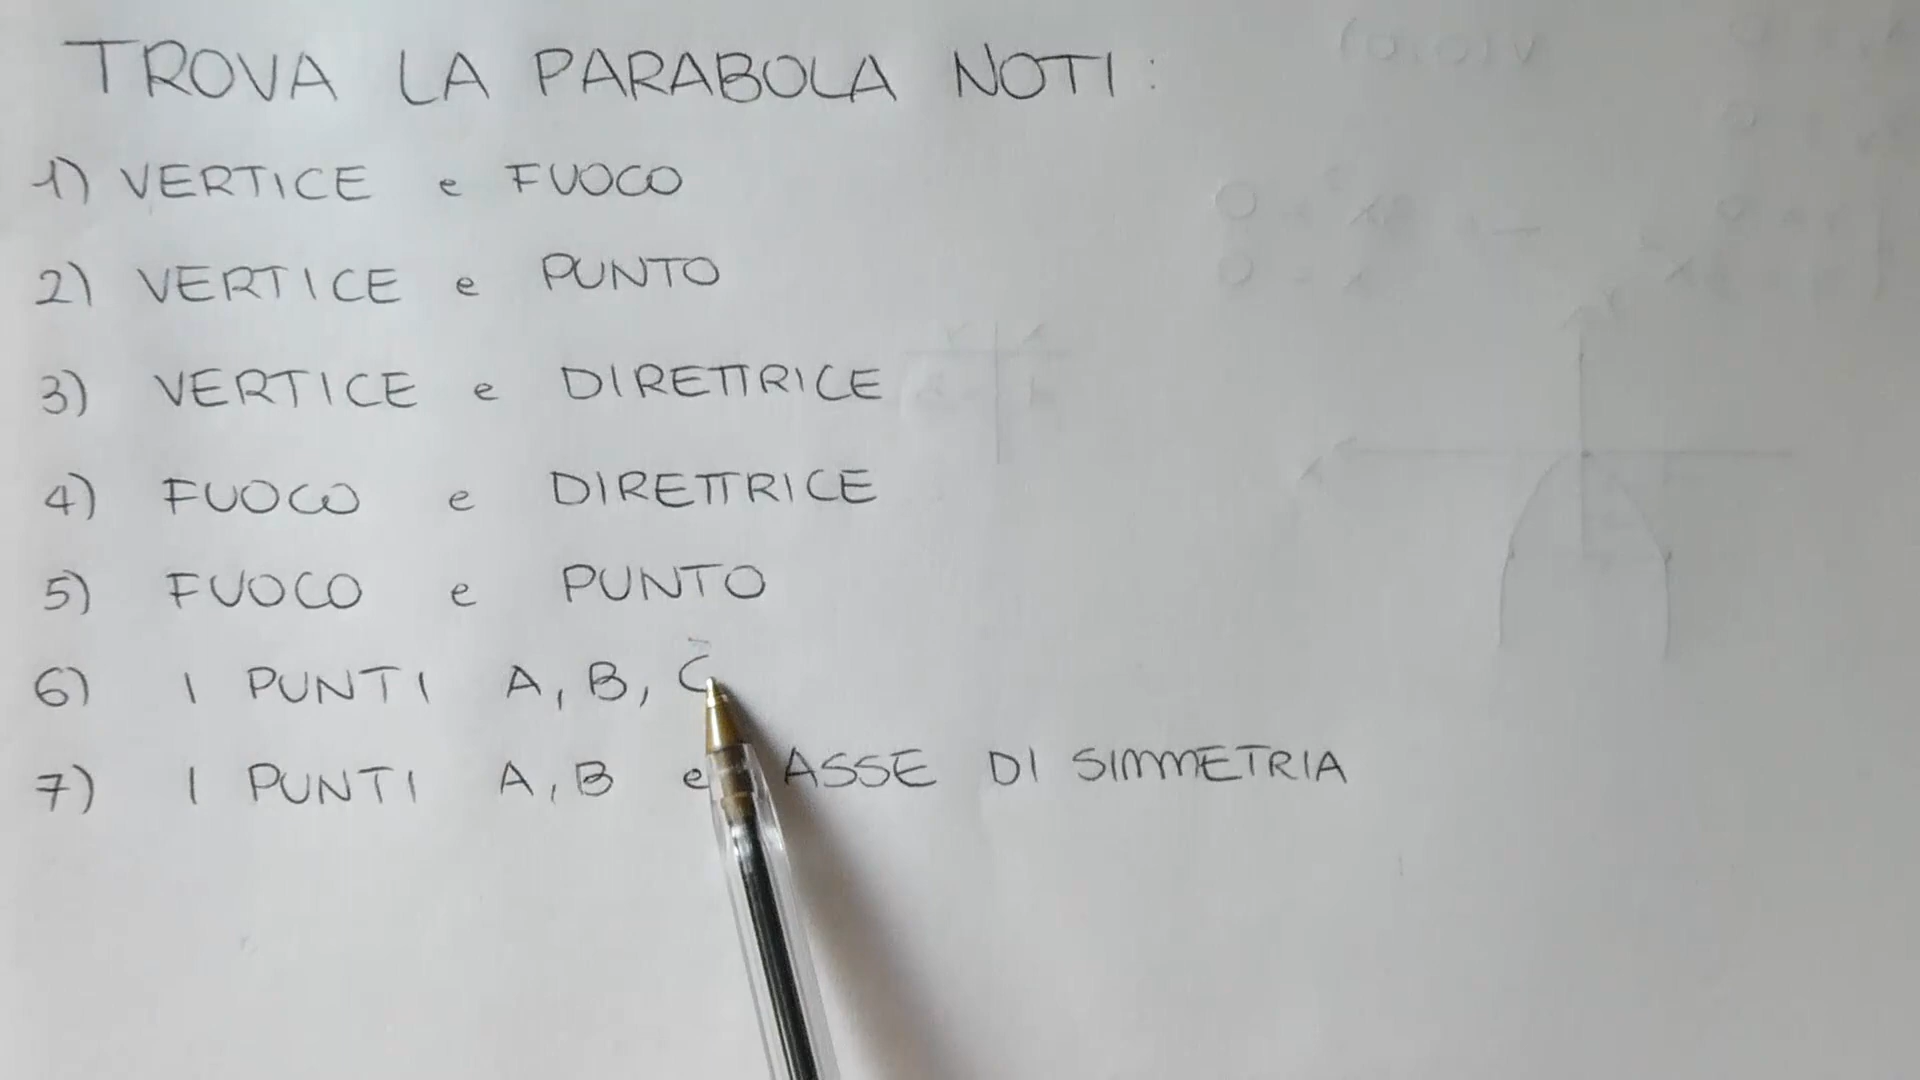 TROVA LA PARABOLA NOTI:
1) VERTICE e FUOCO
2) VERTICE e PUNTO
3) VERTICE e DIRETTRICE
4) FUOCO e DIRETTRICE
5) FUOCO e PUNTO
6) I PUNTI A, B, C
7) I PUNTI A, B e ASSE DI SIMMETRIA